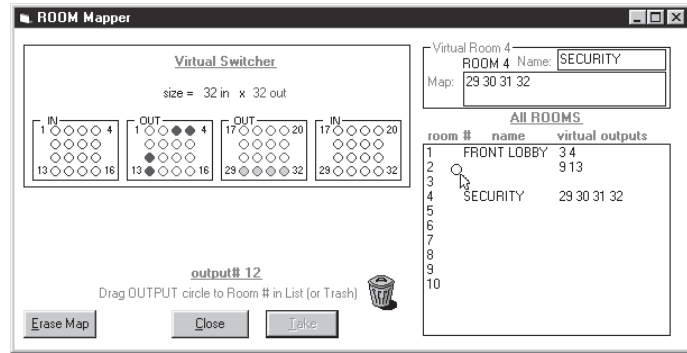 ROOM Mapper
Virtual Switcher
size = 32 in x 32 out
IN
1 4
13 16
OUT
1 4
13 16
OUT
17 20
29 32
IN
17 20
29 32
output# 12
Drag OUTPUT circle to Room # in List (or Trash)
Erase Map
Close
Take
Virtual Room 4
ROOM 4 Name: SECURITY
Map: 29 30 31 32
All ROOMS
room # name virtual outputs
1 FRONT LOBBY 3 4
2 9 13
3
4 SECURITY 29 30 31 32
5
6
7
8
9
10